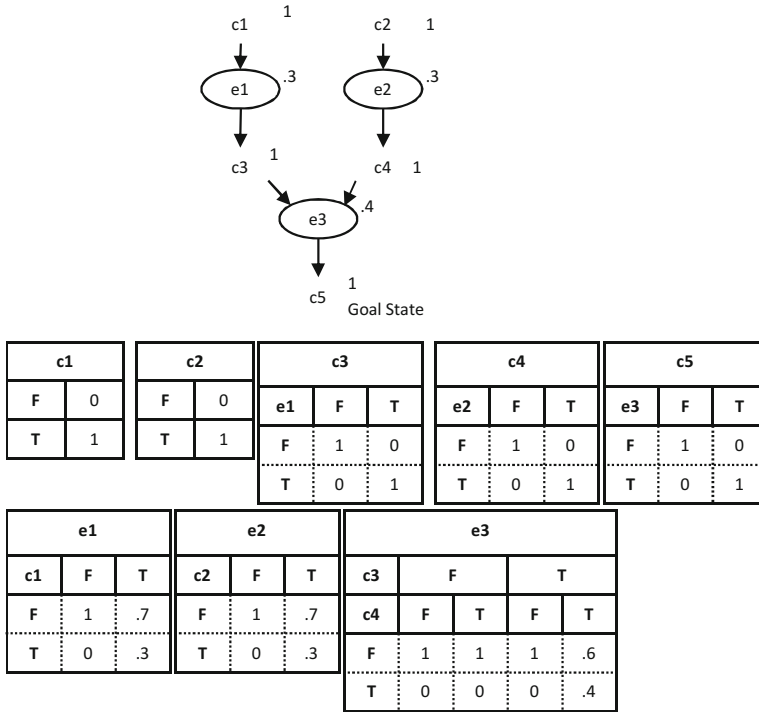 c1 1 c2 1
e1 .3 e2 .3
c3 1 c4 1
e3 .4
c5 1
Goal State
c1 c2 c3 c4 c5
F 0 F 0 e1 F T e2 F T e3 F T
T 1 T 1 F 1 0 F 1 0 F 1 0
T 0 1 T 0 1 T 0 1
e1 e2 e3
c1 F T c2 F T c3 F T
F 1 .7 F 1 .7 c4 F T F T
T 0 .3 T 0 .3 F 1 1 1 .6
T 0 0 0 .4